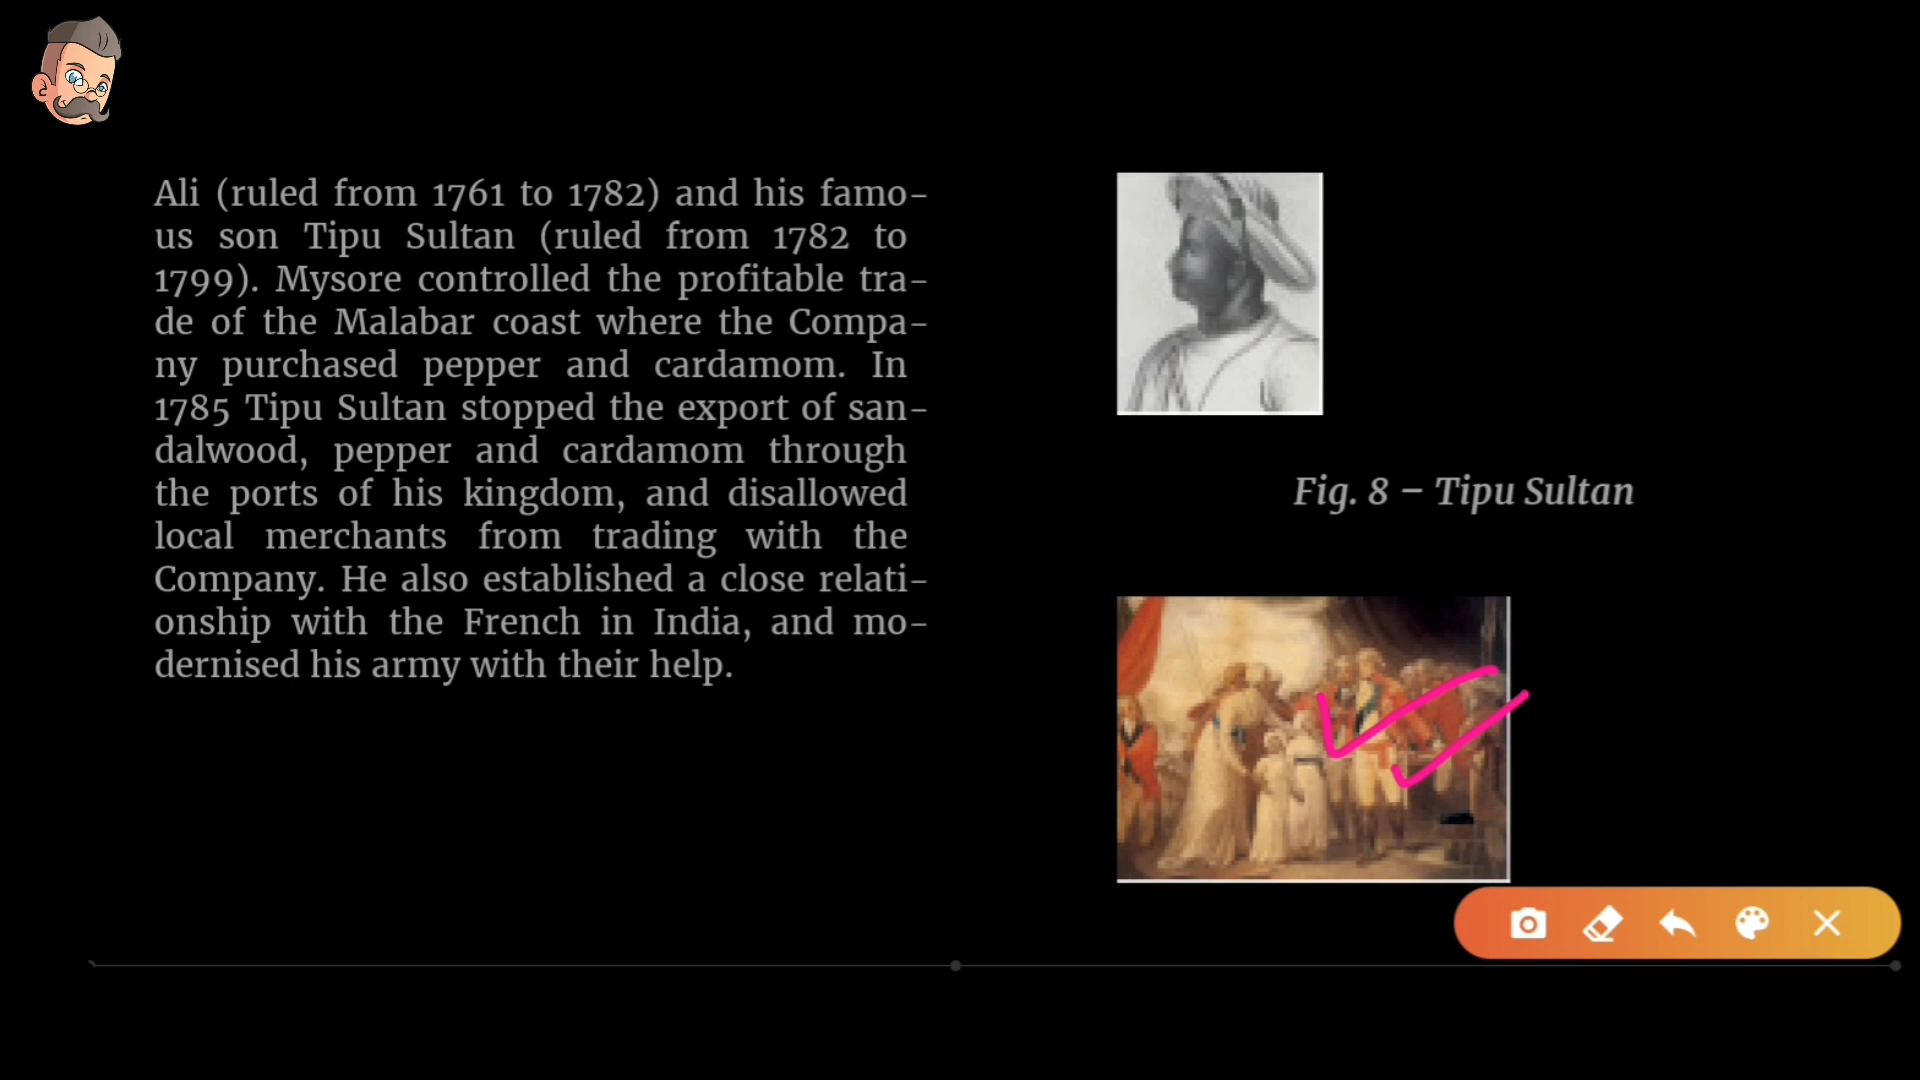 Ali (ruled from 1761 to 1782) and his famo-
us son Tipu Sultan (ruled from 1782 to
1799). Mysore controlled the profitable tra-
de of the Malabar coast where the Compa-
ny purchased pepper and cardamom. In
1785 Tipu Sultan stopped the export of san-
dalwood, pepper and cardamom through
the ports of his kingdom, and disallowed
local merchants from trading with the
Company. He also established a close relati-
onship with the French in India, and mo-
dernised his army with their help.
Fig. 8 – Tipu Sultan